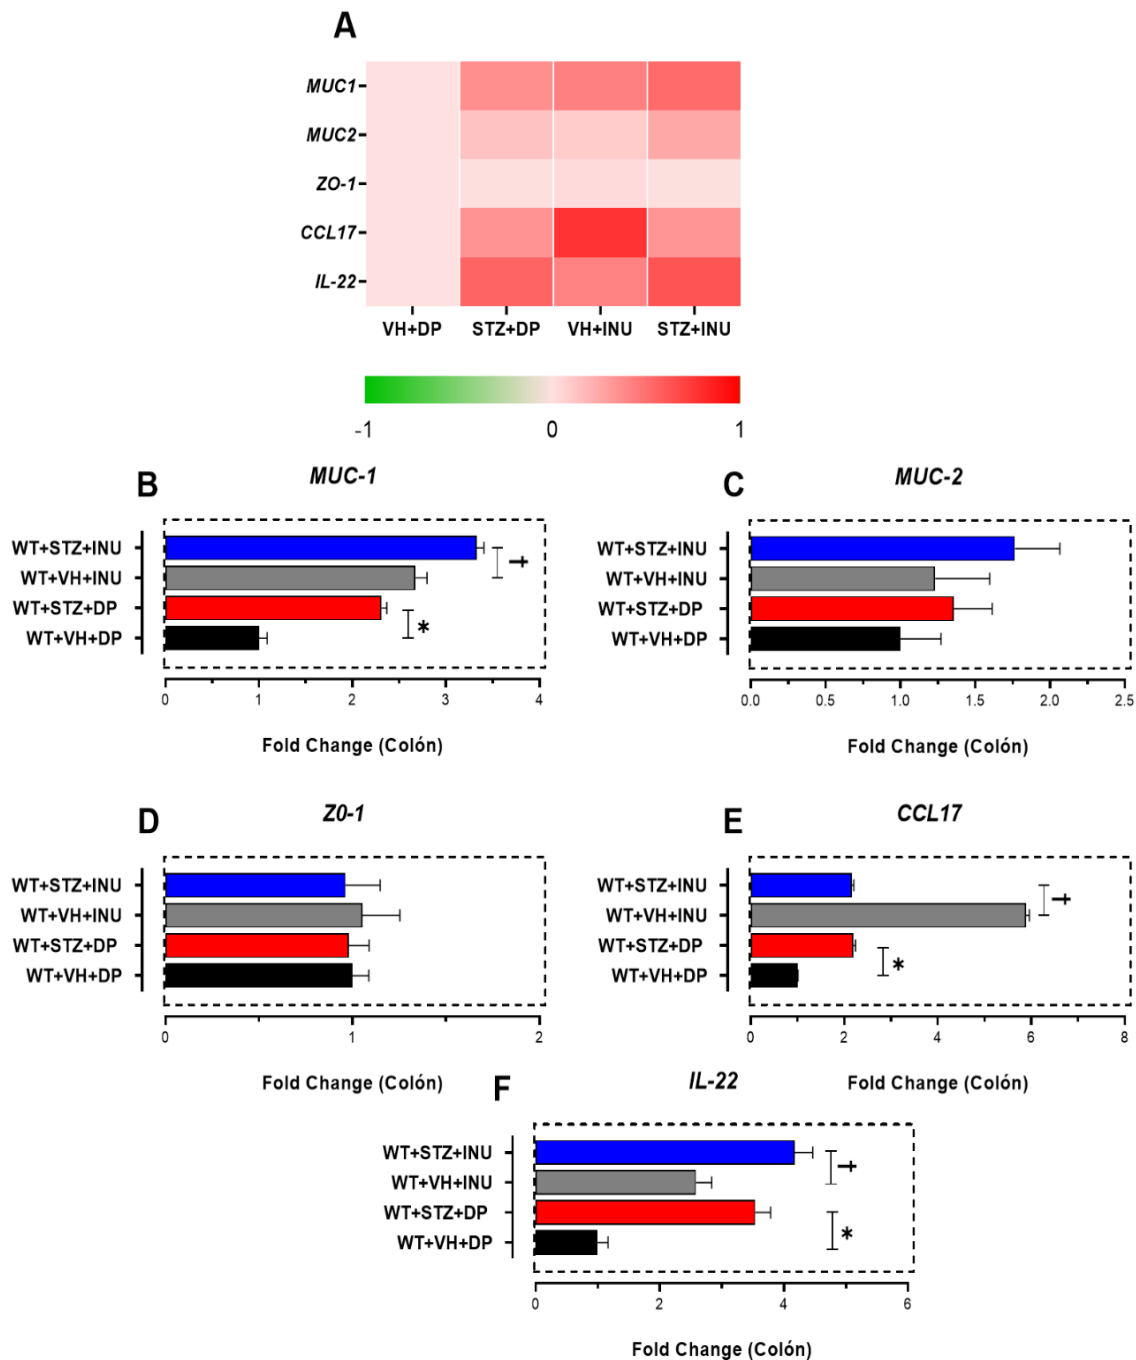 A
MUC1
MUC2
ZO-1
CCL17
IL-22
VH+DP STZ+DP VH+INU STZ+INU
-1 0 1
B MUC-1
WT+STZ+INU
†
WT+VH+INU
WT+STZ+DP
*
WT+VH+DP
0 1 2 3 4
Fold Change (Colón)
C MUC-2
WT+STZ+INU
WT+VH+INU
WT+STZ+DP
WT+VH+DP
0.0 0.5 1.0 1.5 2.0 2.5
Fold Change (Colón)
D Z0-1
WT+STZ+INU
WT+VH+INU
WT+STZ+DP
WT+VH+DP
0 1 2
Fold Change (Colón)
E CCL17
WT+STZ+INU
†
WT+VH+INU
WT+STZ+DP
*
WT+VH+DP
0 2 4 6 8
Fold Change (Colón)
F IL-22
WT+STZ+INU
†
WT+VH+INU
WT+STZ+DP
*
WT+VH+DP
0 2 4 6
Fold Change (Colón)